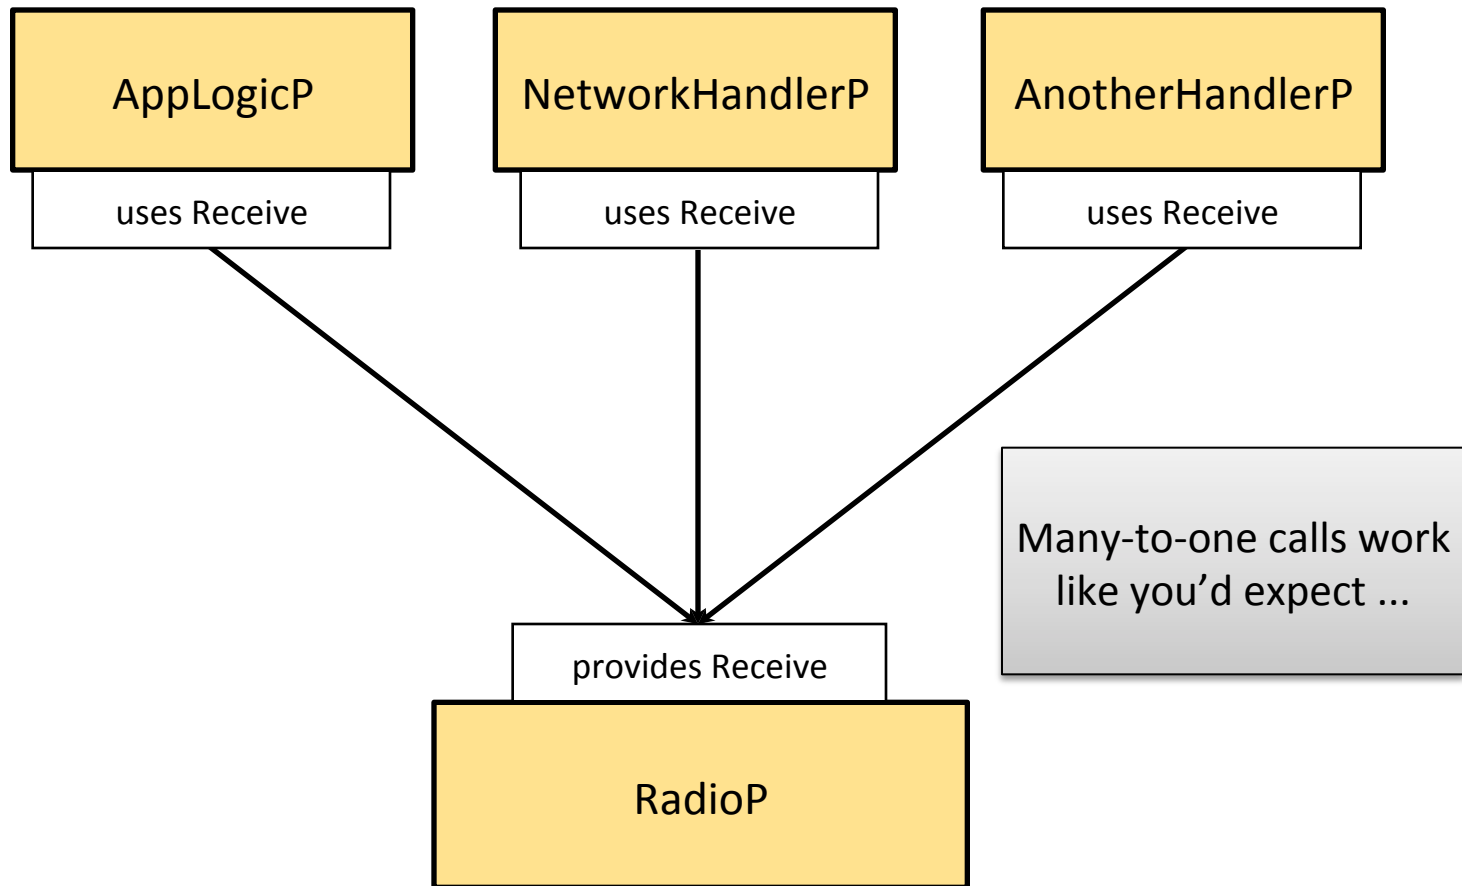 AppLogicP
NetworkHandlerP
AnotherHandlerP
uses Receive
uses Receive
uses Receive
Many-to-one calls work
like you’d expect ...
provides Receive
RadioP